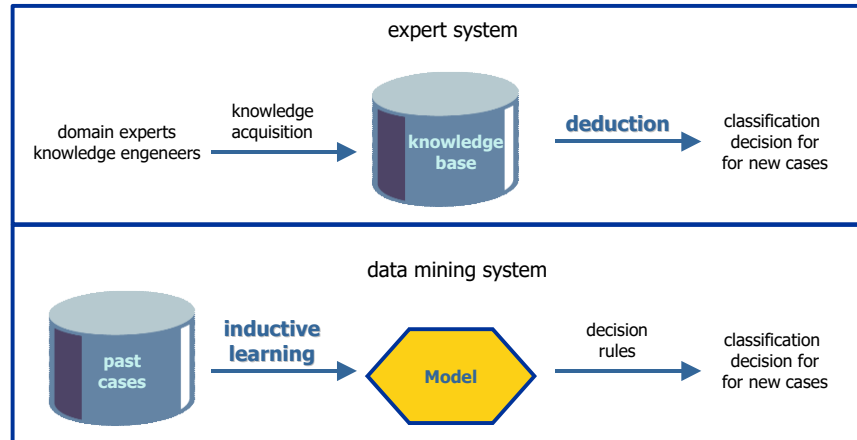 expert system
knowledge
acquisition
domain experts
knowledge engeneers
knowledge
base
deduction
classification
decision for
for new cases
data mining system
past
cases
inductive
learning
Model
decision
rules
classification
decision for
for new cases